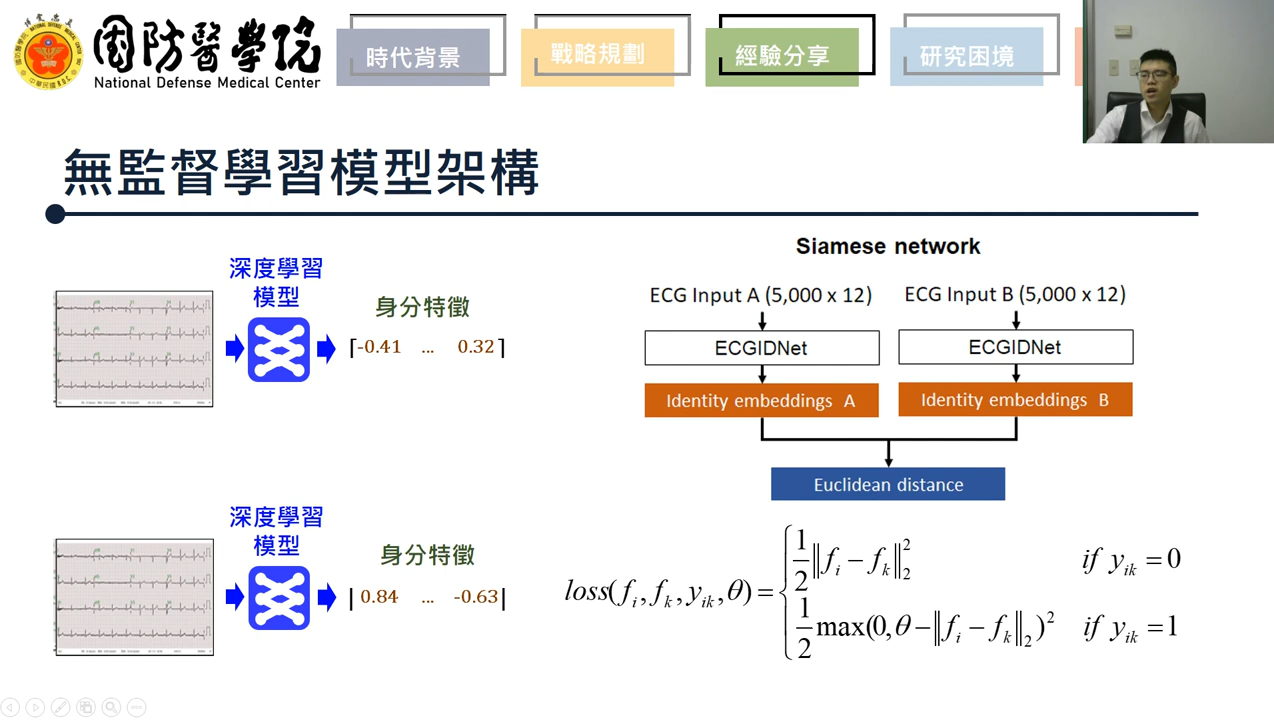 國防醫學院
National Defense Medical Center
時代背景
戰略規劃
經驗分享
研究困境
無監督學習模型架構
深度學習
模型
身分特徵
-0.41 ... 0.32
深度學習
模型
身分特徵
0.84 ... -0.63
Siamese network
ECG Input A (5,000 x 12)
ECG Input B (5,000 x 12)
ECGIDNet
ECGIDNet
Identity embeddings A
Identity embeddings B
Euclidean distance
loss(f_i, f_k, y_ik, θ) = { 1/2 ||f_i − f_k||_2^2 if y_ik = 0
1/2 max(0, θ − ||f_i − f_k||_2)^2 if y_ik = 1